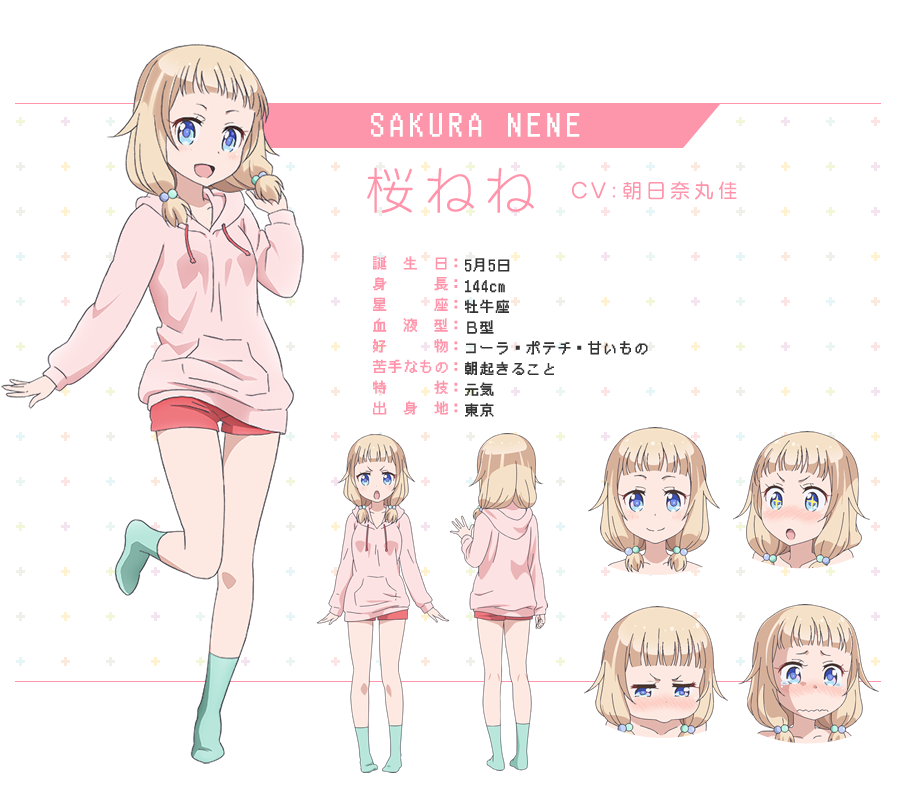 SAKURA NENE
桜ねね
CV:朝日奈丸佳
誕生日:5月5日
身長:144cm
星座:牡牛座
血液型:B型
好物:コーラ・ポテチ・甘いもの
苦手なもの:朝起きること
特技:元気
出身地:東京